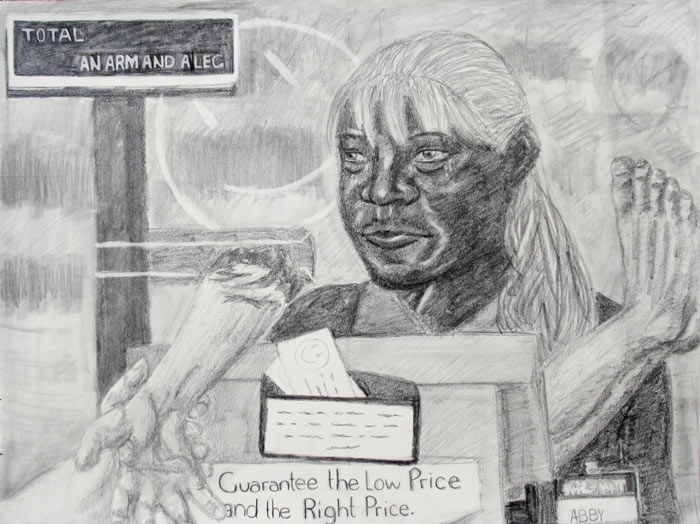 TOTAL
AN ARM AND A LEG
Guarantee the Low Price
and the Right Price.
ABBY